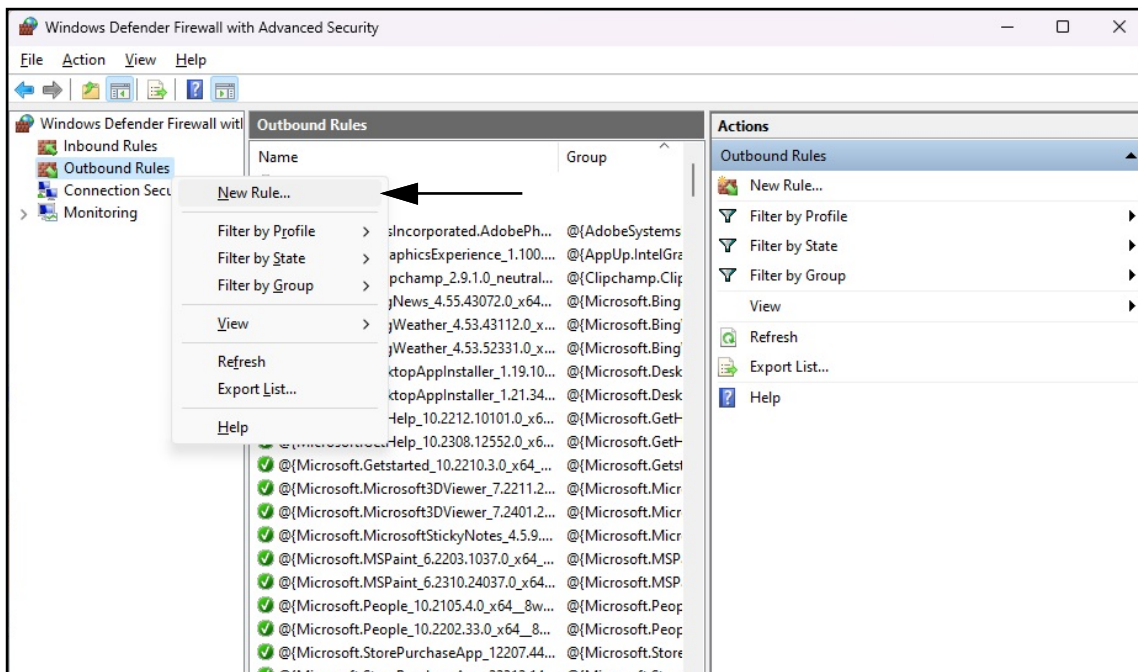 Windows Defender Firewall with Advanced Security
File Action View Help
Windows Defender Firewall with
Inbound Rules
Outbound Rules
Connection Secu
Monitoring
New Rule...
Filter by Profile
Filter by State
Filter by Group
View
Refresh
Export List...
Help
Outbound Rules
Name Group
sIncorporated.AdobePh... @{AdobeSystems
aphicsExperience_1.100.... @{AppUp.IntelGra
pchamp_2.9.1.0_neutral... @{Clipchamp.Clip
gNews_4.55.43072.0_x64... @{Microsoft.Bing
gWeather_4.53.43112.0_x... @{Microsoft.Bing
gWeather_4.53.52331.0_x... @{Microsoft.Bing
ktopAppInstaller_1.19.10... @{Microsoft.Desk
ktopAppInstaller_1.21.34... @{Microsoft.Desk
Help_10.2212.10101.0_x6... @{Microsoft.GetH
@{Microsoft.GetHelp_10.2308.12552.0_x6... @{Microsoft.GetH
@{Microsoft.Getstarted_10.2210.3.0_x64_... @{Microsoft.Getst
@{Microsoft.Microsoft3DViewer_7.2211.2... @{Microsoft.Micr
@{Microsoft.Microsoft3DViewer_7.2401.2... @{Microsoft.Micr
@{Microsoft.MicrosoftStickyNotes_4.5.9.... @{Microsoft.Micr
@{Microsoft.MSPaint_6.2203.1037.0_x64_... @{Microsoft.MSP
@{Microsoft.MSPaint_6.2310.24037.0_x64... @{Microsoft.MSP
@{Microsoft.People_10.2105.4.0_x64__8w... @{Microsoft.Peop
@{Microsoft.People_10.2202.33.0_x64__8... @{Microsoft.Peop
@{Microsoft.StorePurchaseApp_12207.44... @{Microsoft.Store
Actions
Outbound Rules
New Rule...
Filter by Profile
Filter by State
Filter by Group
View
Refresh
Export List...
Help